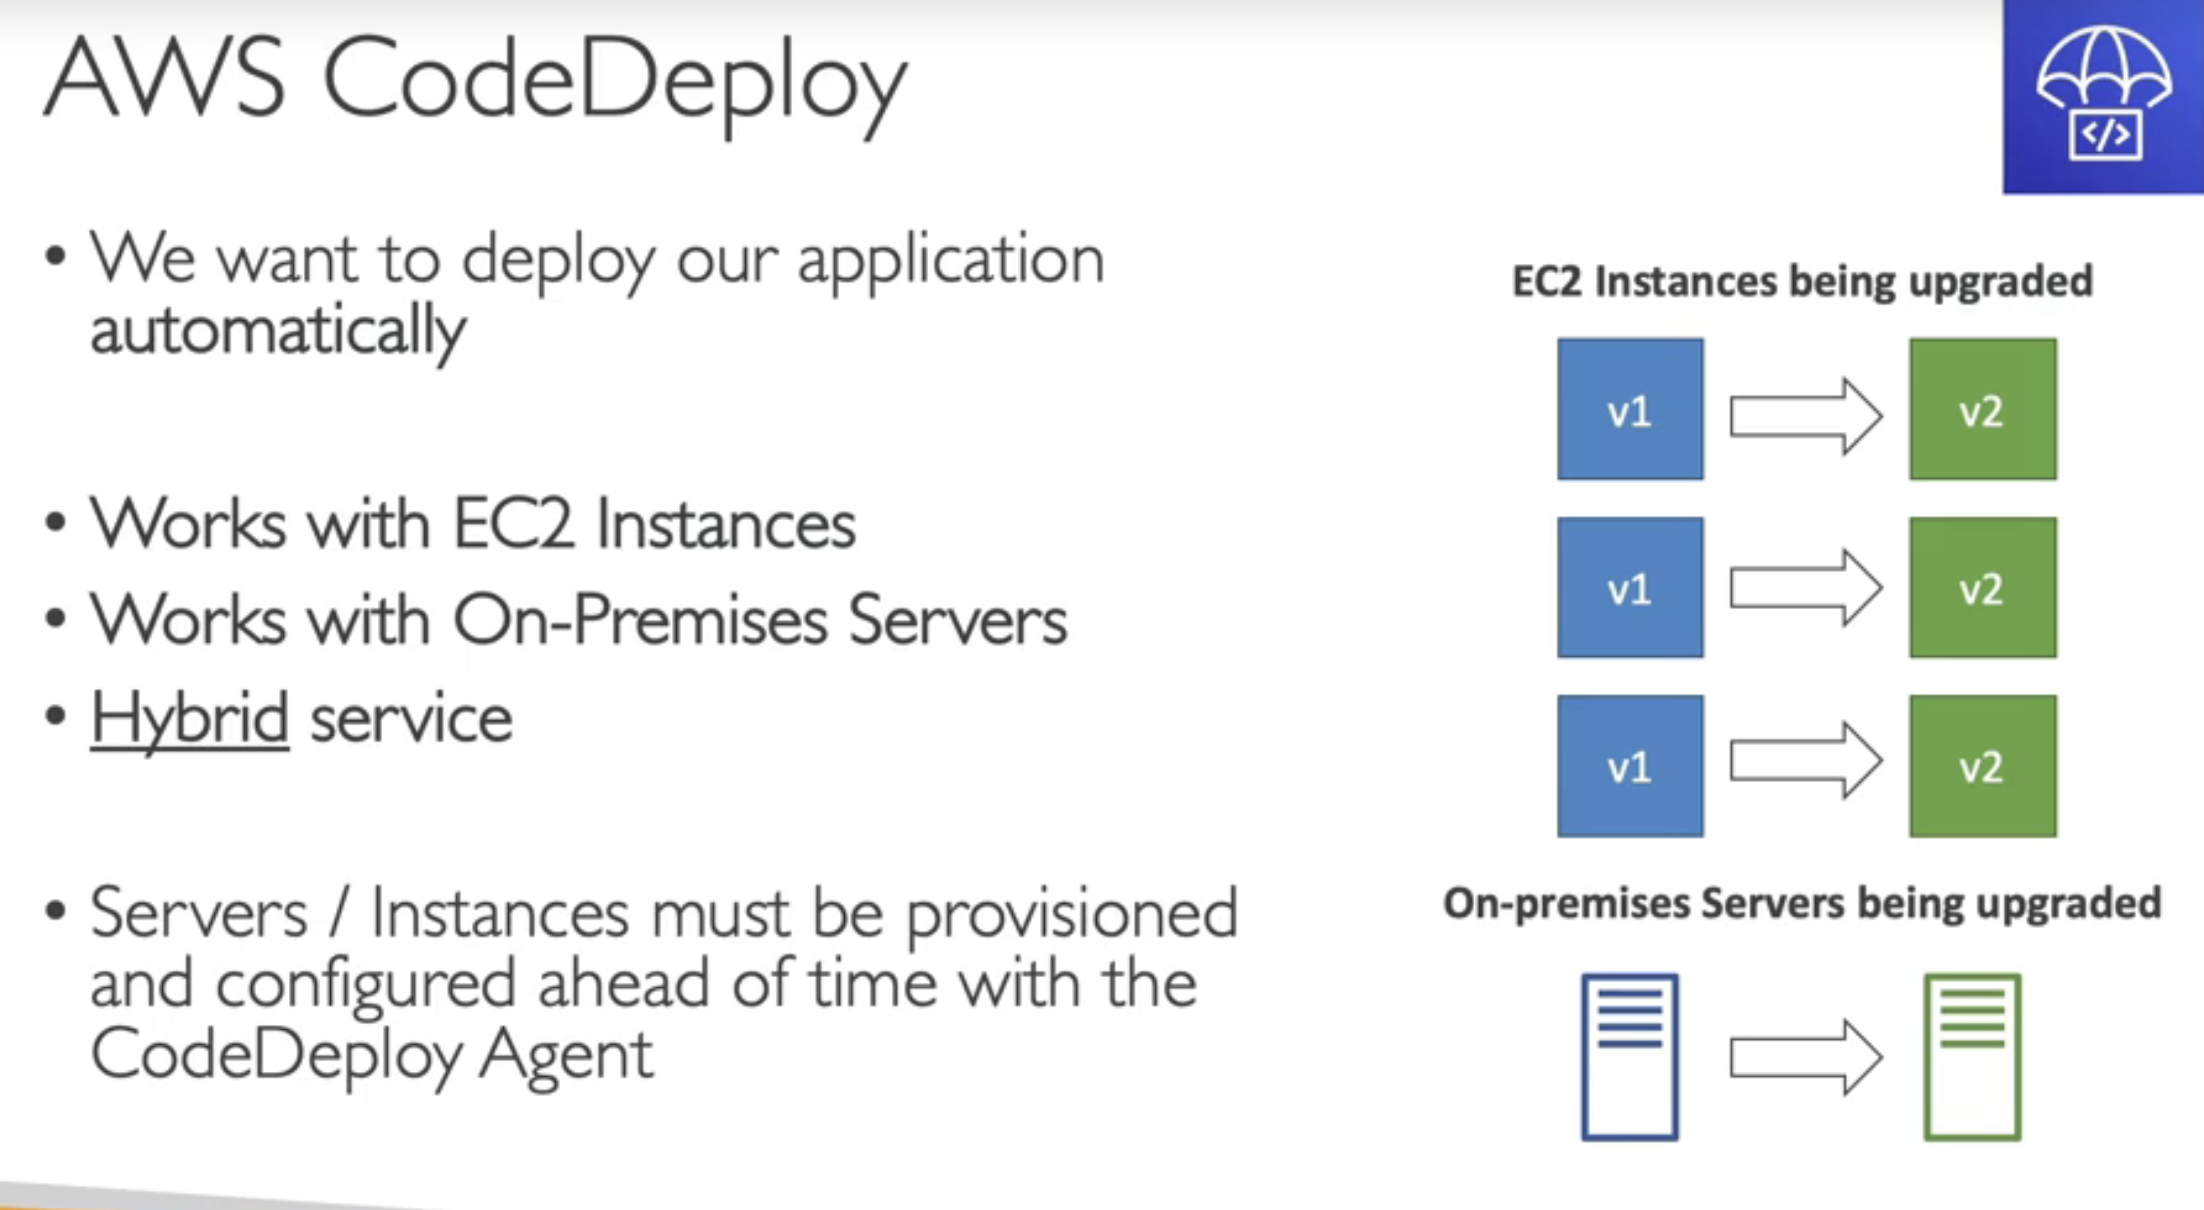 AWS CodeDeploy
</>
• We want to deploy our application
automatically
• Works with EC2 Instances
• Works with On-Premises Servers
• Hybrid service
• Servers / Instances must be provisioned
and configured ahead of time with the
CodeDeploy Agent
EC2 Instances being upgraded
v1 v2
v1 v2
v1 v2
On-premises Servers being upgraded